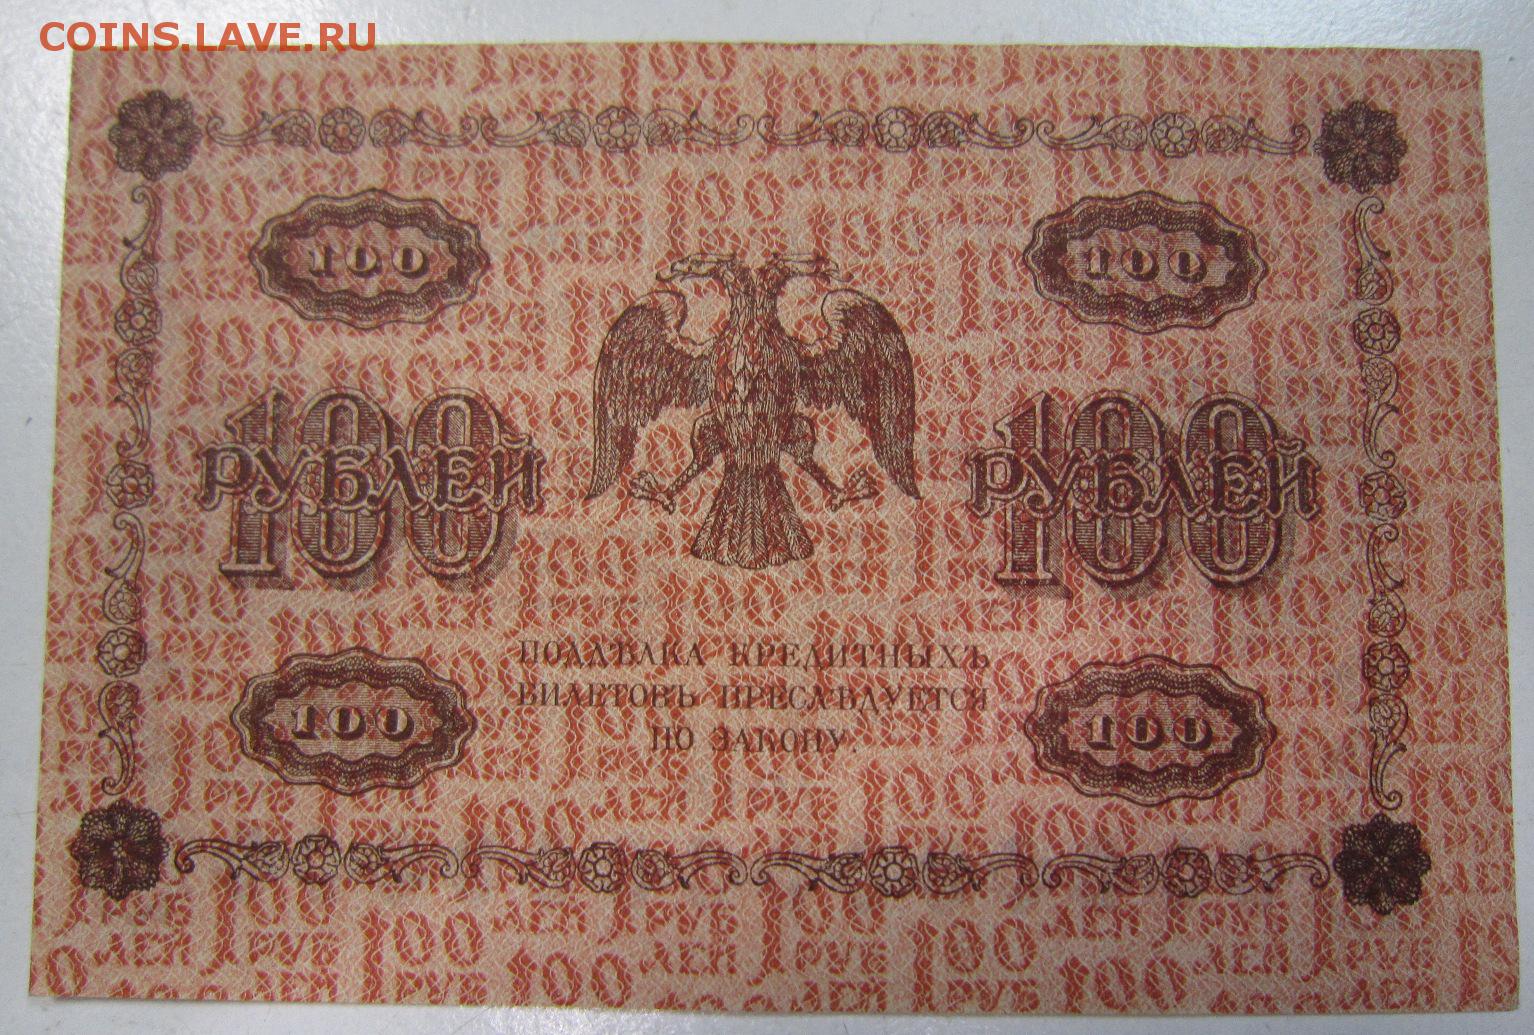 COINS.LAVE.RU
100 100
100 РУБЛЕЙ 100 РУБЛЕЙ
ПОДДѢЛКА КРЕДИТНЫХЪ
БИЛЕТОВЪ ПРЕСЛѢДУЕТСЯ
ПО ЗАКОНУ.
100 100